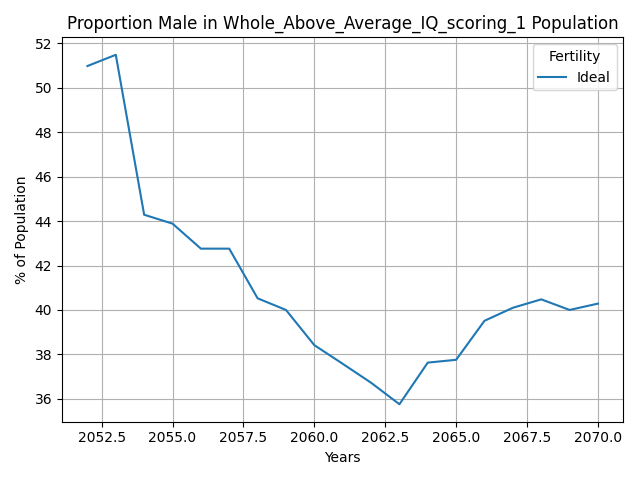 Proportion Male in Whole_Above_Average_IQ_scoring_1 Population
52
50
48
46
44
42
40
38
36
% of Population
Fertility
Ideal
2052.5 2055.0 2057.5 2060.0 2062.5 2065.0 2067.5 2070.0
Years